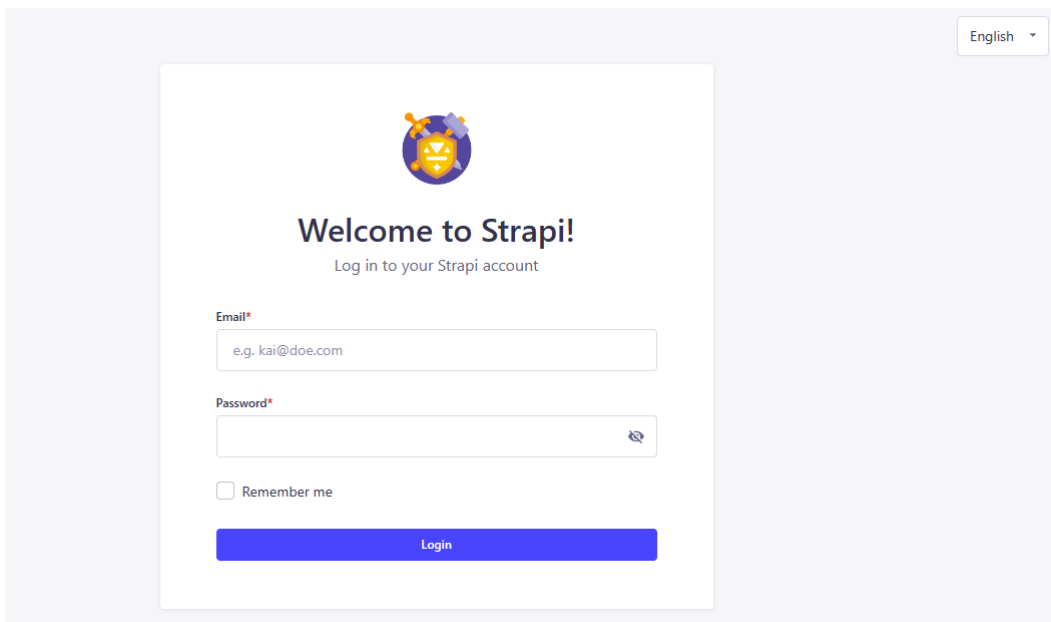 English
Welcome to Strapi!
Log in to your Strapi account
Email*
e.g. kai@doe.com
Password*
Remember me
Login